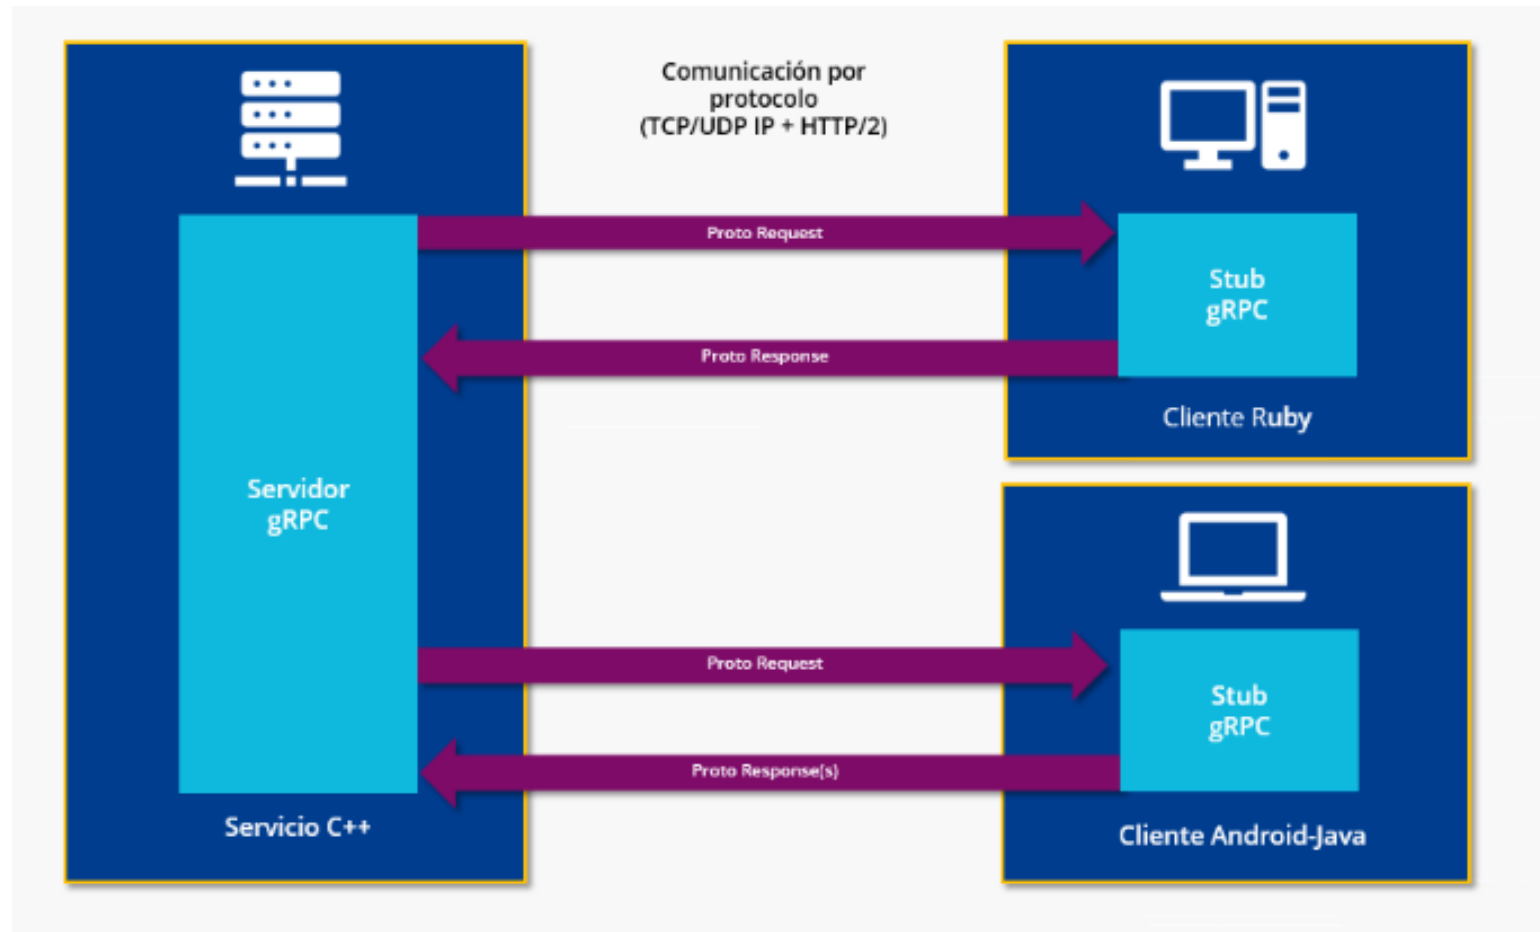 Comunicación por
protocolo
(TCP/UDP IP + HTTP/2)
Proto Request
Stub
gRPC
Proto Response
Cliente Ruby
Servidor
gRPC
Proto Request
Stub
gRPC
Proto Response(s)
Servicio C++
Cliente Android-Java